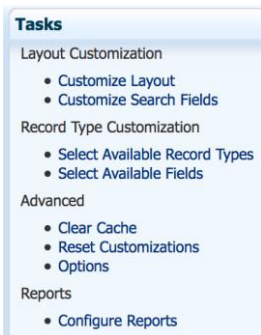 Tasks
Layout Customization
• Customize Layout
• Customize Search Fields
Record Type Customization
• Select Available Record Types
• Select Available Fields
Advanced
• Clear Cache
• Reset Customizations
• Options
Reports
• Configure Reports